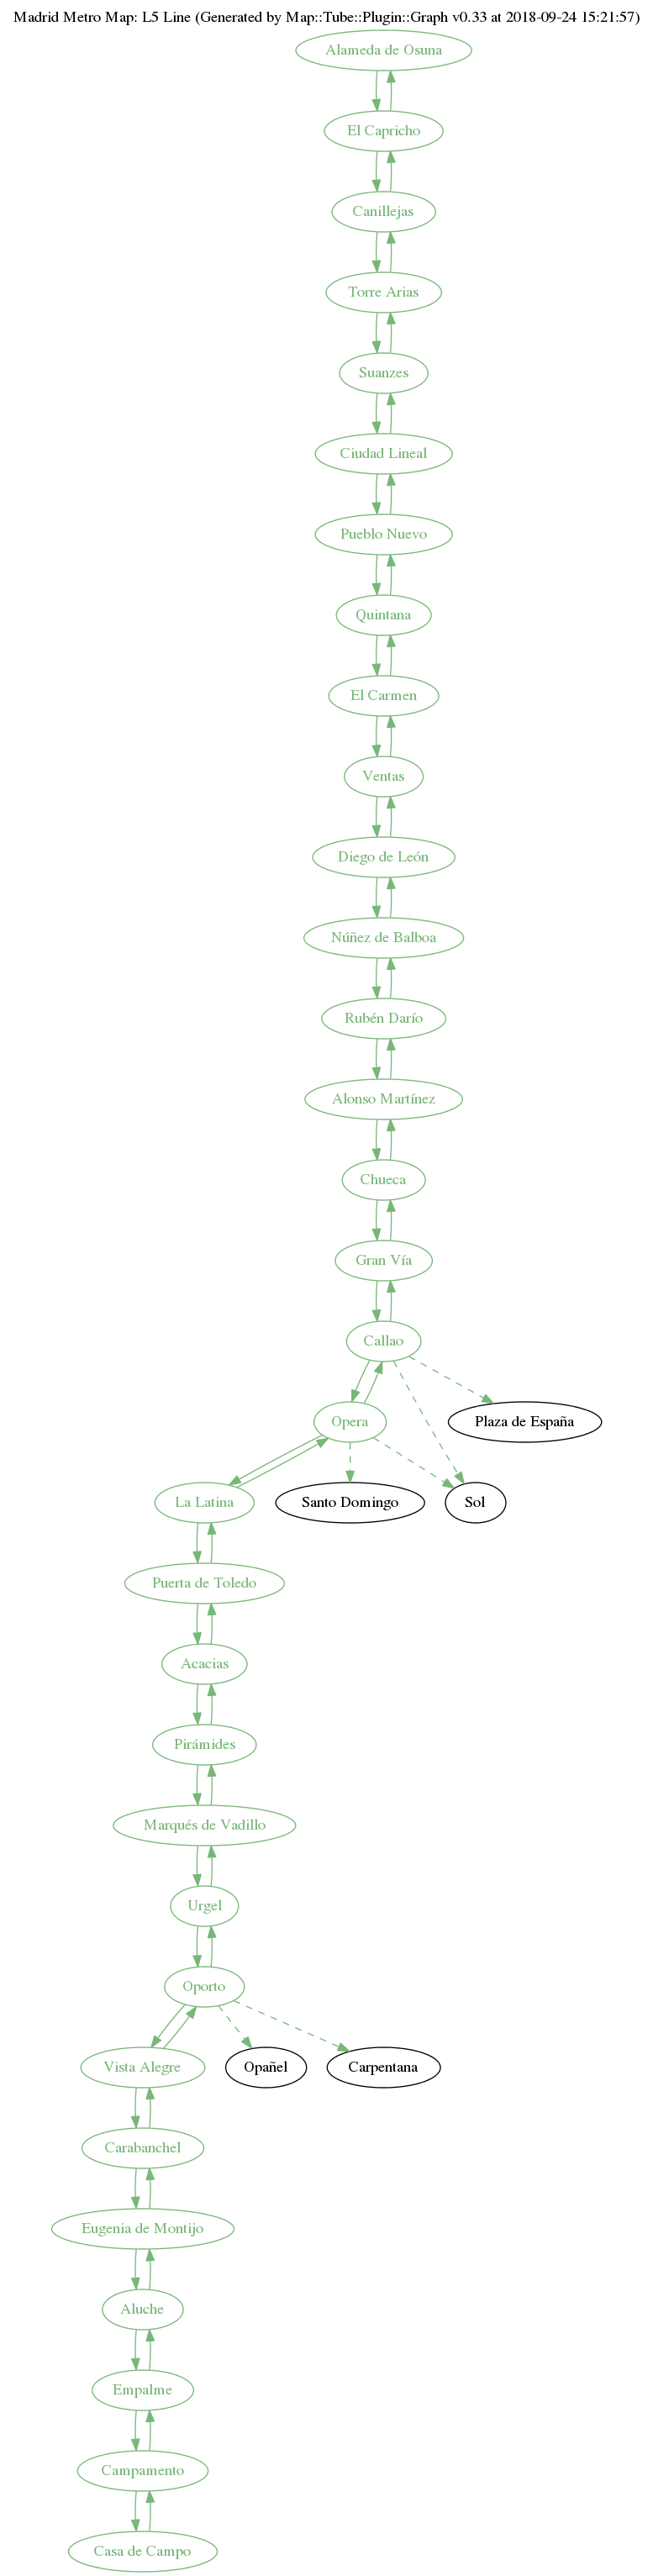 Madrid Metro Map: L5 Line (Generated by Map::Tube::Plugin::Graph v0.33 at 2018-09-24 15:21:57)
Alameda de Osuna
El Capricho
Canillejas
Torre Arias
Suanzes
Ciudad Lineal
Pueblo Nuevo
Quintana
El Carmen
Ventas
Diego de León
Núñez de Balboa
Rubén Darío
Alonso Martínez
Chueca
Gran Vía
Callao
Opera
Plaza de España
La Latina
Santo Domingo
Sol
Puerta de Toledo
Acacias
Pirámides
Marqués de Vadillo
Urgel
Oporto
Vista Alegre
Opañel
Carpentana
Carabanchel
Eugenia de Montijo
Aluche
Empalme
Campamento
Casa de Campo